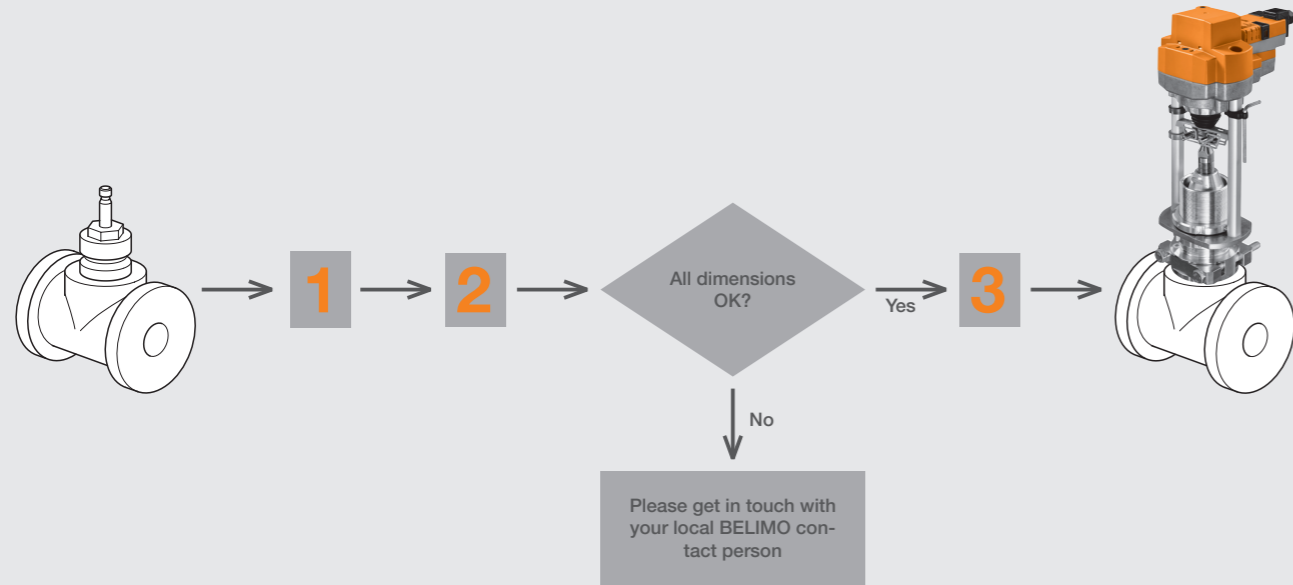 1
2
All dimensions
OK?
Yes
3
No
Please get in touch with
your local BELIMO con-
tact person